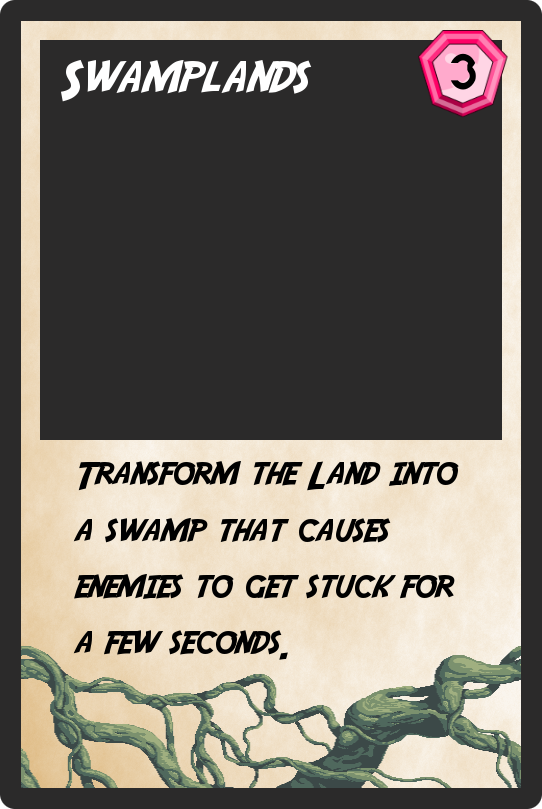 Swamplands
3
Transform the Land into
a swamp that causes
enemies to get stuck for
a few seconds.